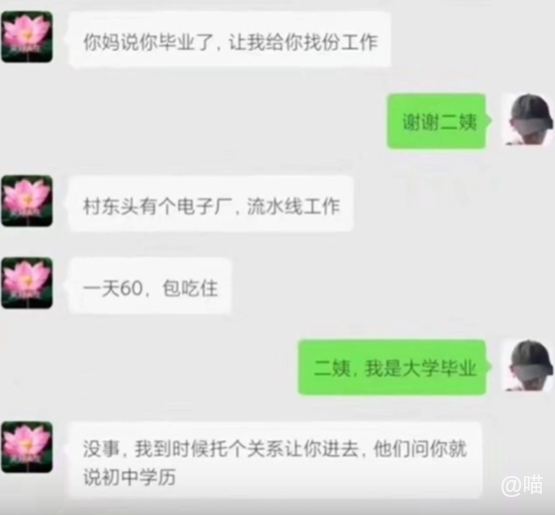 你妈说你毕业了，让我给你找份工作
谢谢二姨
村东头有个电子厂，流水线工作
一天60，包吃住
二姨，我是大学毕业
没事，我到时候托个关系让你进去，他们问你就
说初中学历
@喵